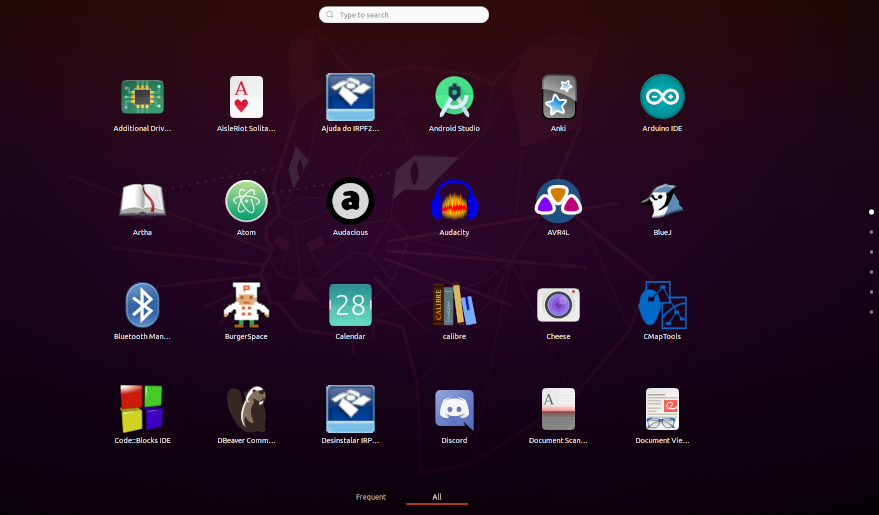 Type to search
Additional Driv...
AisleRiot Solita...
Ajuda do IRPF2...
Android Studio
Anki
Arduino IDE
Artha
Atom
Audacious
Audacity
AVR4L
BlueJ
Bluetooth Man...
BurgerSpace
Calendar
calibre
Cheese
CMapTools
Code::Blocks IDE
DBeaver Comm...
Desinstalar IRP...
Discord
Document Scan...
Document Vie...
Frequent All
A
a
P
28
CALIBRE
A